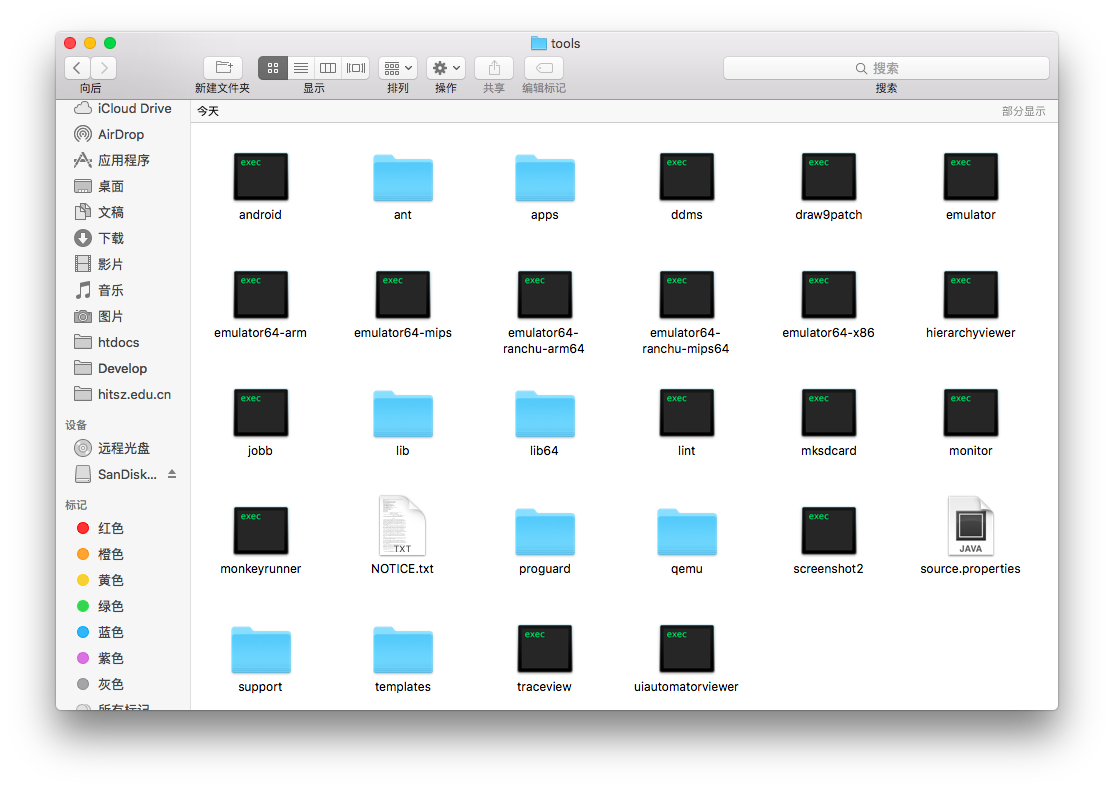 tools
向后
新建文件夹
显示
排列
操作
共享
编辑标记
搜索
搜索
iCloud Drive
AirDrop
应用程序
桌面
文稿
下载
影片
音乐
图片
htdocs
Develop
hitsz.edu.cn
设备
远程光盘
SanDisk...
标记
红色
橙色
黄色
绿色
蓝色
紫色
灰色
所有标记
今天
部分显示
exec
android
ant
apps
exec
ddms
exec
draw9patch
exec
emulator
exec
emulator64-arm
exec
emulator64-mips
exec
emulator64-
ranchu-arm64
exec
emulator64-
ranchu-mips64
exec
emulator64-x86
exec
hierarchyviewer
exec
jobb
lib
lib64
exec
lint
exec
mksdcard
exec
monitor
exec
monkeyrunner
TXT
NOTICE.txt
proguard
qemu
exec
screenshot2
JAVA
source.properties
support
templates
exec
traceview
exec
uiautomatorviewer